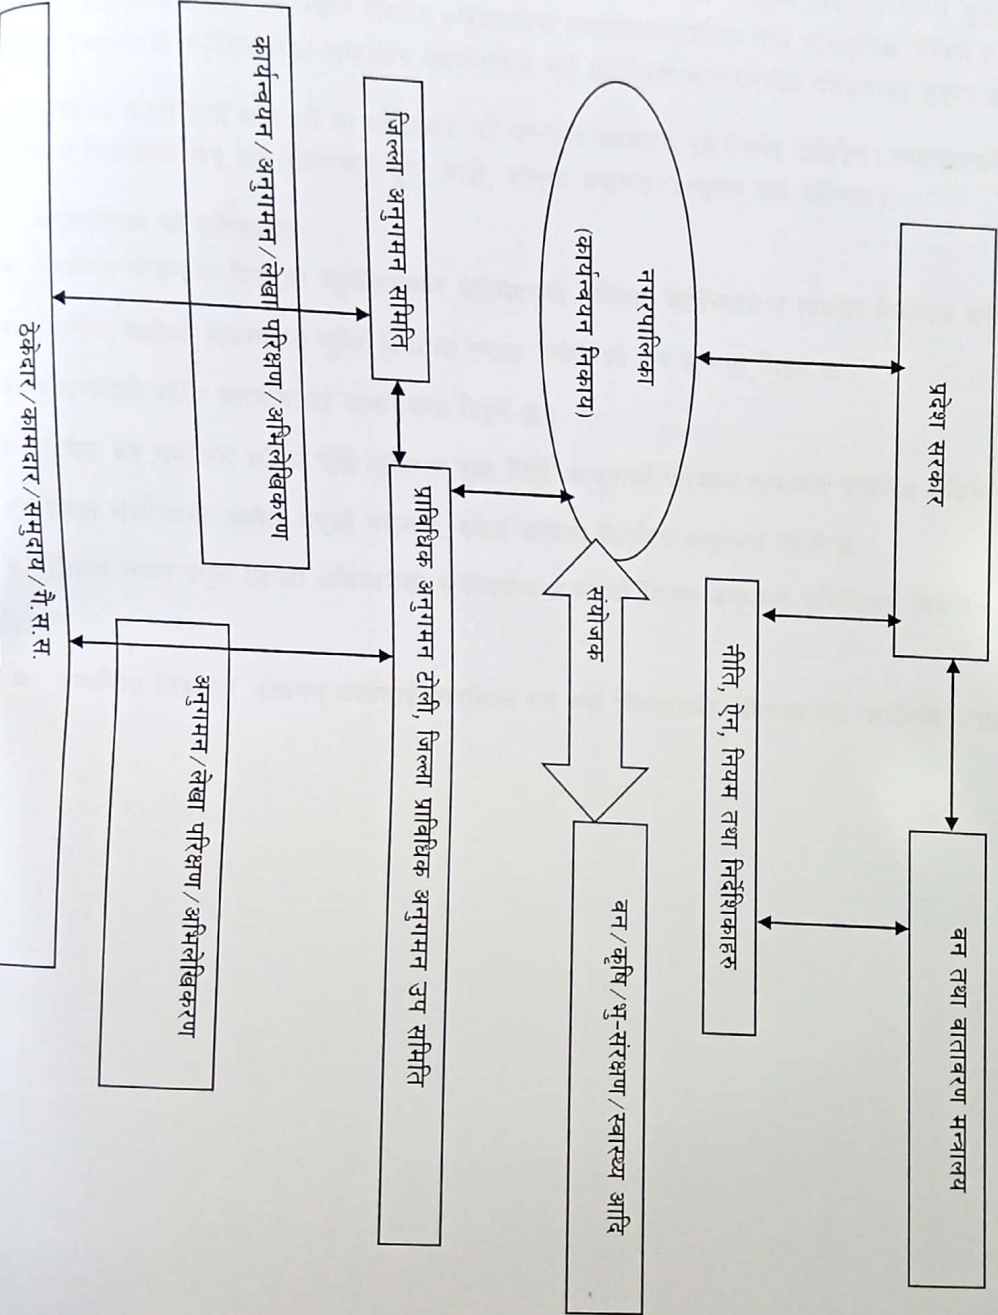 प्रदेश सरकार
वन तथा वातावरण मन्त्रालय
नीति, ऐन, नियम तथा निर्देशिकाहरु
नगरपालिका
(कार्यन्वयन निकाय)
संयोजक
वन/कृषि/भु-संरक्षण/स्वास्थ्य आदि
जिल्ला अनुगमन समिति
प्राविधिक अनुगमन टोली, जिल्ला प्राविधिक अनुगमन उप समिति
कार्यन्वयन/अनुगमन/लेखा परिक्षण/अभिलेखिकरण
अनुगमन/लेखा परिक्षण/अभिलेखिकरण
ठेकेदार/कामदार/समुदाय/गै.स.स.